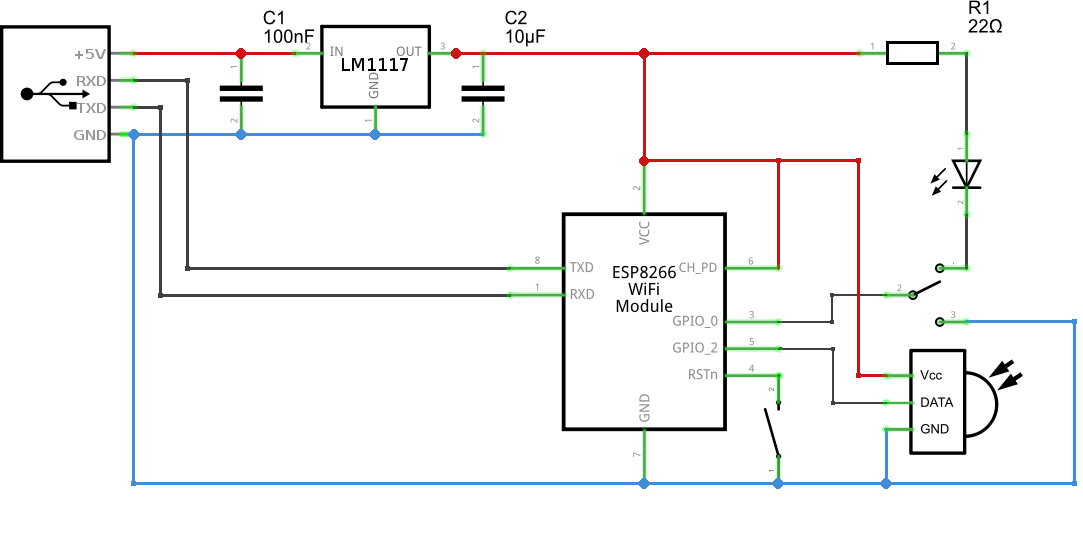 +5V
RXD
TXD
GND
C1
100nF
1
2
2
IN
OUT
LM1117
GND
1
3
C2
10µF
1
2
R1
22Ω
1
2
1
2
2
VCC
ESP8266
WiFi
Module
8
TXD
1
RXD
CH_PD
6
GPIO_0
3
GPIO_2
5
RSTn
4
GND
7
2
1
2
3
Vcc
DATA
GND